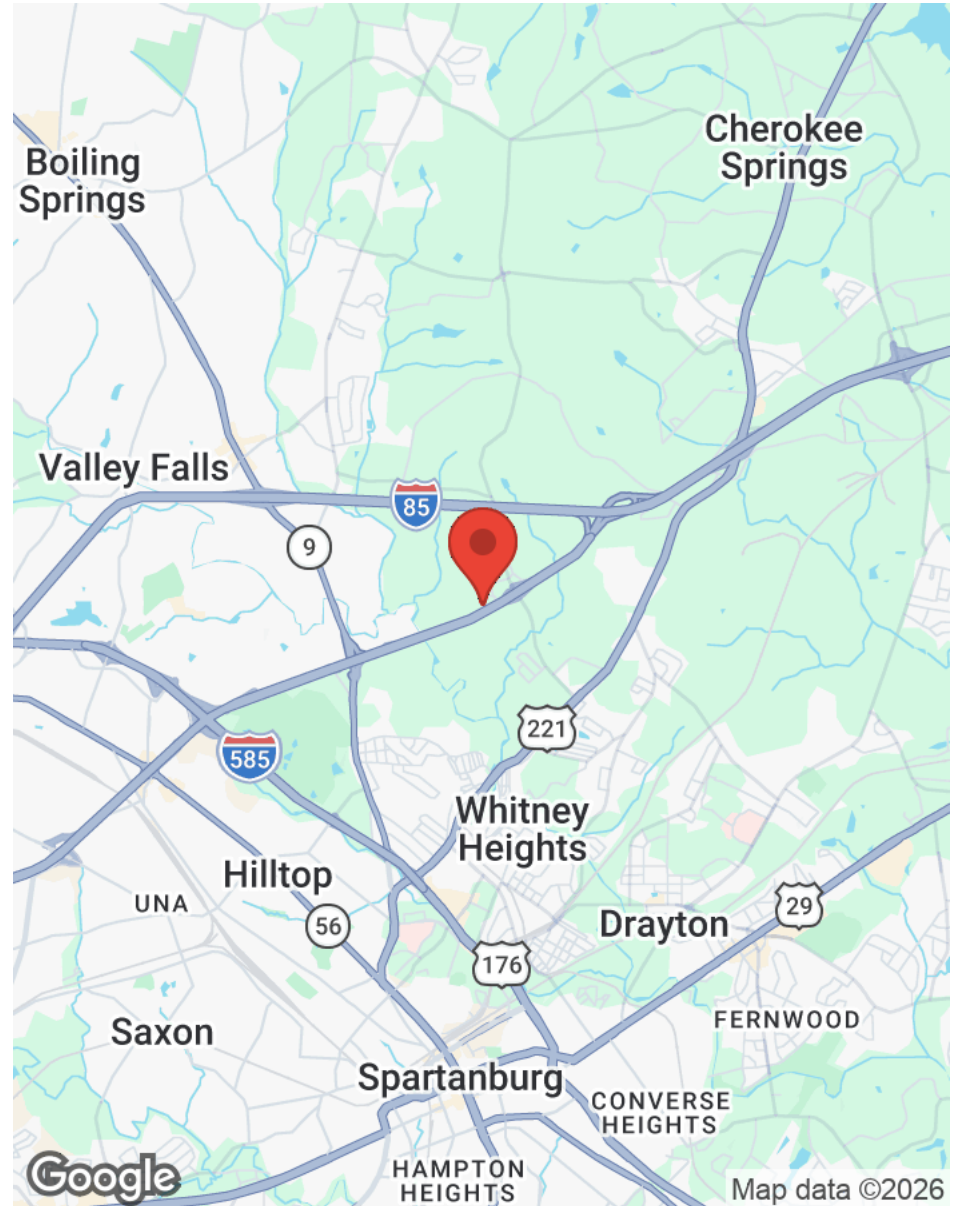 Cherokee
Springs
Boiling
Springs
Valley Falls
85
9
221
585
Whitney
Heights
Hilltop
UNA
29
56
Drayton
176
FERNWOOD
Saxon
Spartanburg
CONVERSE
HEIGHTS
HAMPTON
HEIGHTS
Google
Map data ©2026